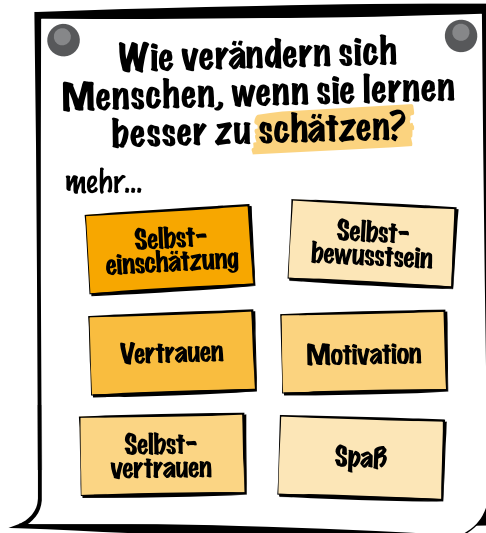 Wie verändern sich
Menschen, wenn sie lernen
besser zu schätzen?
mehr...
Selbst-
einschätzung
Selbst-
bewusstsein
Vertrauen
Motivation
Selbst-
vertrauen
Spaß